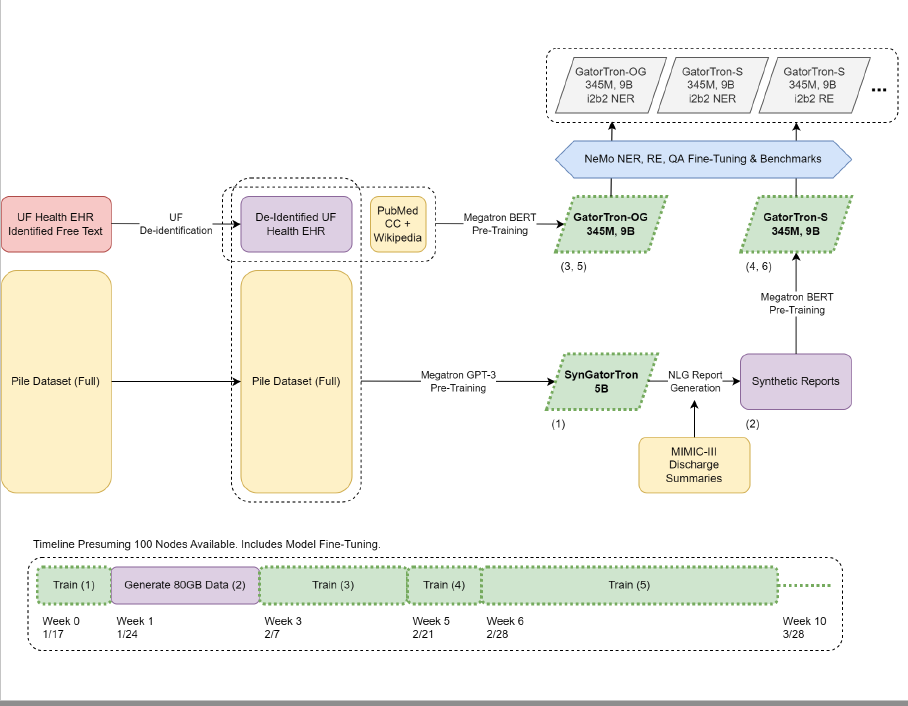 GatorTron-OG
345M, 9B
i2b2 NER
GatorTron-S
345M, 9B
i2b2 NER
GatorTron-S
345M, 9B
i2b2 RE
...
NeMo NER, RE, QA Fine-Tuning & Benchmarks
UF Health EHR
Identified Free Text
UF
De-identification
De-Identified UF
Health EHR
PubMed
CC +
Wikipedia
Megatron BERT
Pre-Training
GatorTron-OG
345M, 9B
(3, 5)
GatorTron-S
345M, 9B
(4, 6)
Megatron BERT
Pre-Training
Pile Dataset (Full)
Pile Dataset (Full)
Megatron GPT-3
Pre-Training
SynGatorTron
5B
(1)
NLG Report
Generation
Synthetic Reports
(2)
MIMIC-III
Discharge
Summaries
Timeline Presuming 100 Nodes Available. Includes Model Fine-Tuning.
Train (1)
Generate 80GB Data (2)
Train (3)
Train (4)
Train (5)
Week 0
1/17
Week 1
1/24
Week 3
2/7
Week 5
2/21
Week 6
2/28
Week 10
3/28